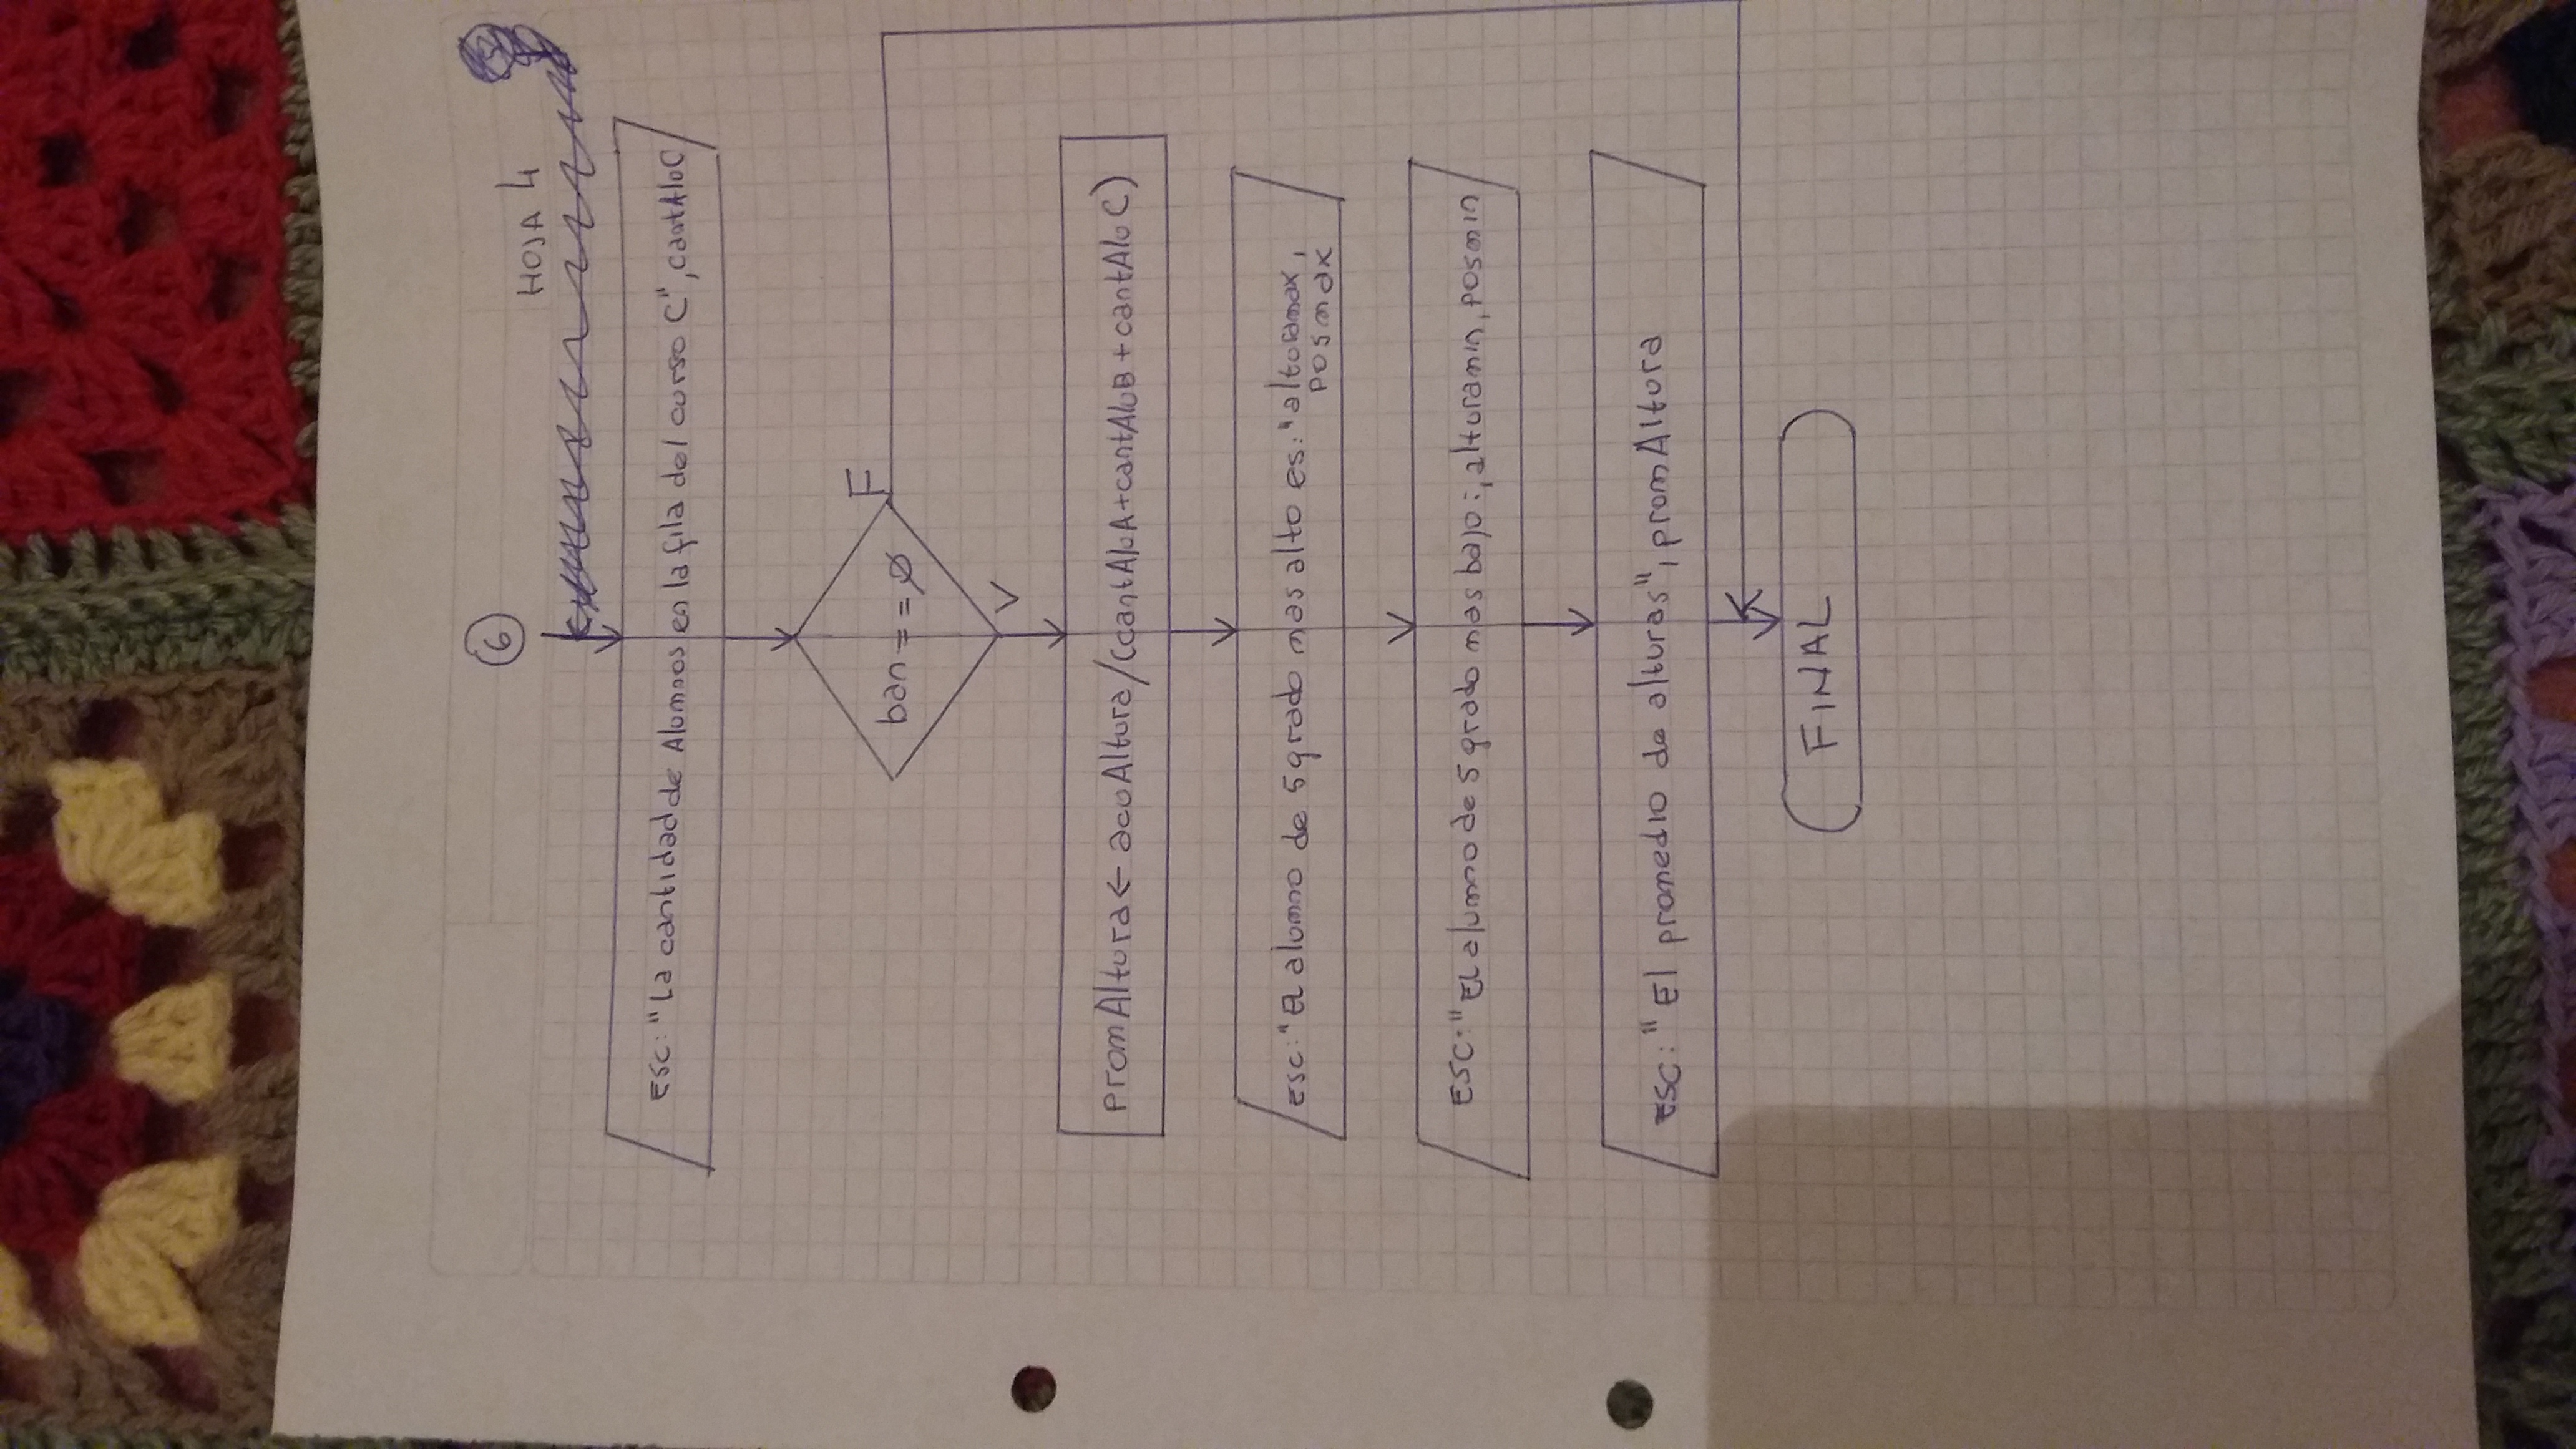 6
HOJA 4
Esc: "La cantidad de Alumnos en la fila del curso C", cantAluC
ban == Ø
F
V
promAltura ← acuAltura/(cantAluA+cantAluB+cantAluC)
Esc: "El alumno de 5 grado mas alto es:" alturamax,
posmax
Esc: "El alumno de 5 grado mas bajo:, alturamin, posmin
Esc: "El promedio de alturas", promAltura
FINAL